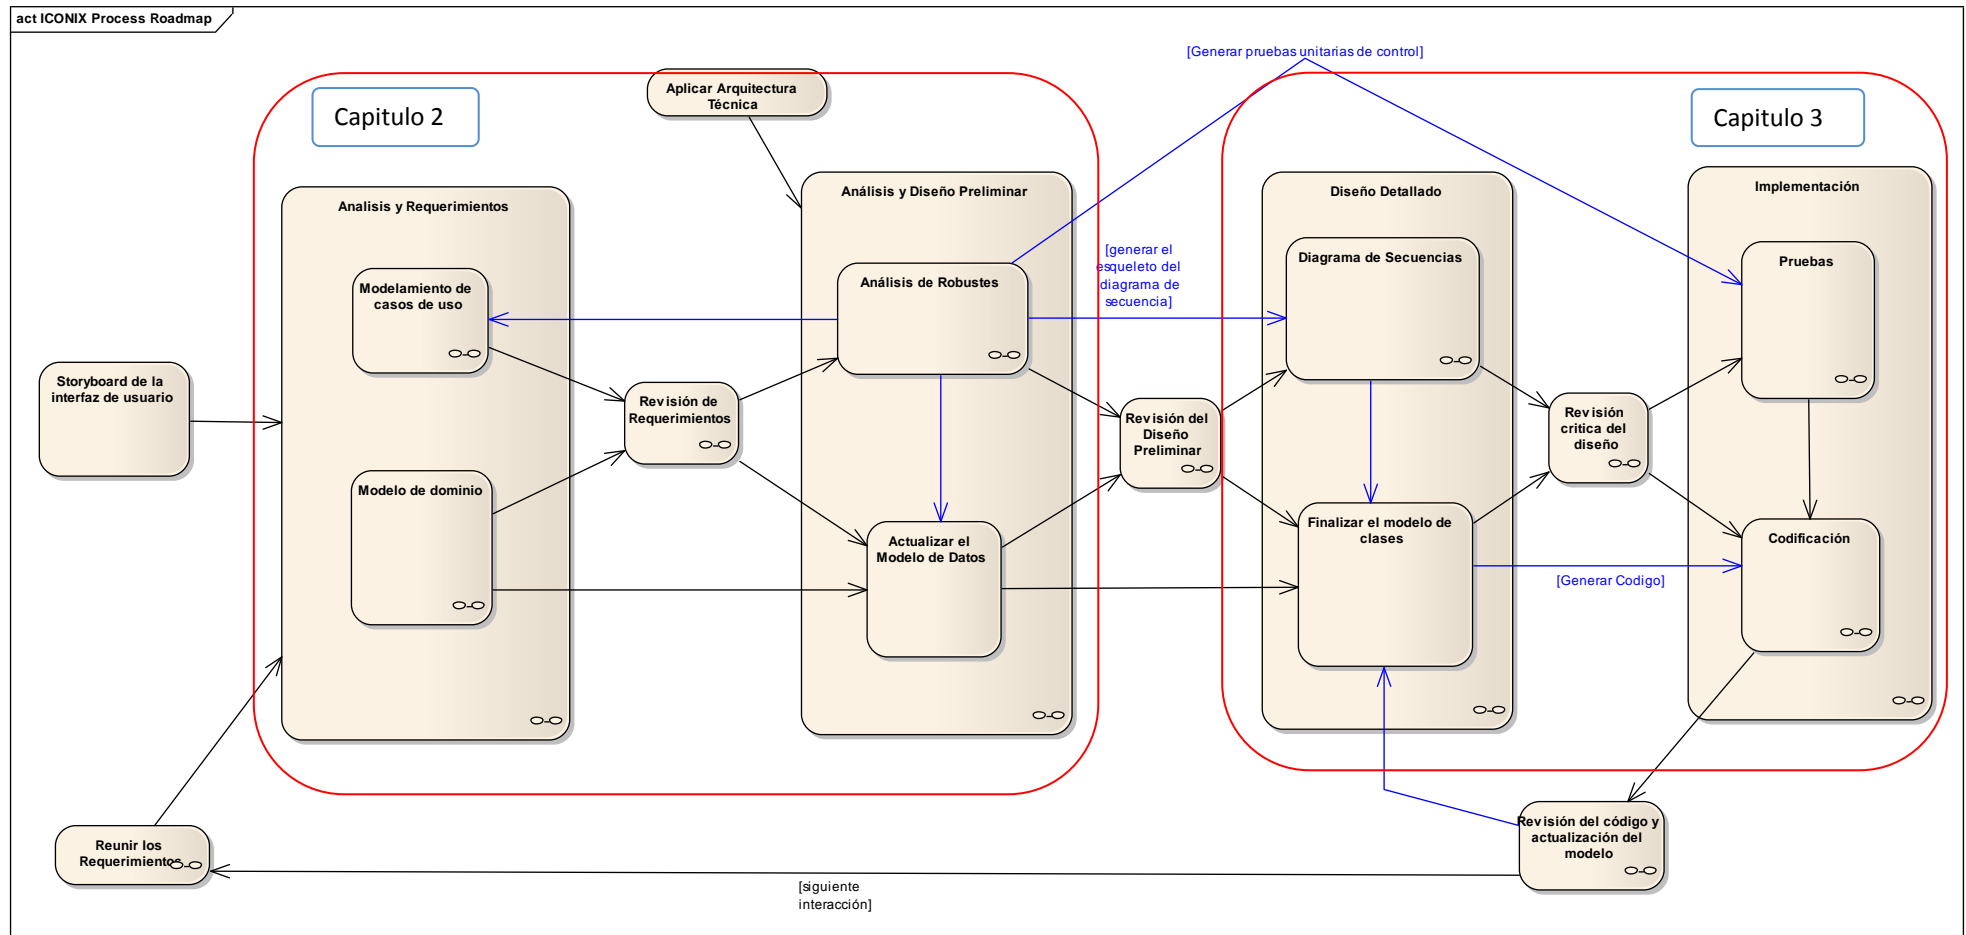 act ICONIX Process Roadmap
[Generar pruebas unitarias de control]
Capitulo 2
Aplicar Arquitectura
Técnica
Capitulo 3
Analisis y Requerimientos
Análisis y Diseño Preliminar
Diseño Detallado
Implementación
Modelamiento de
casos de uso
Análisis de Robustes
[generar el
esqueleto del
diagrama de
secuencia]
Diagrama de Secuencias
Pruebas
Storyboard de la
interfaz de usuario
Revisión de
Requerimientos
Revisión del
Diseño
Preliminar
Revisión
critica del
diseño
Modelo de dominio
Actualizar el
Modelo de Datos
Finalizar el modelo de
clases
[Generar Codigo]
Codificación
Reunir los
Requerimientos
Revisión del código y
actualización del
modelo
[siguiente
interacción]